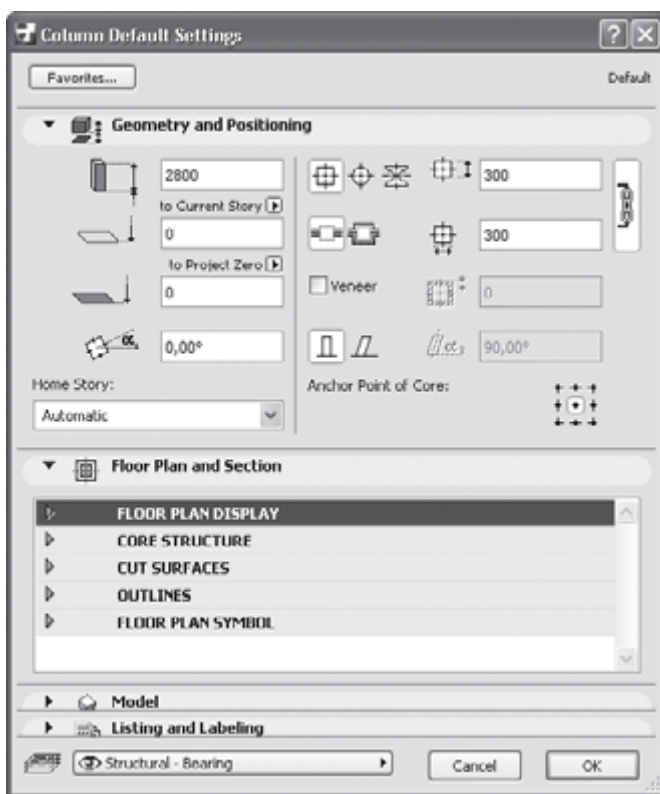 Column Default Settings
Favorites...
Default
Geometry and Positioning
2800
to Current Story
0
to Project Zero
0
α
0,00°
Home Story:
Automatic
300
300
Veneer
0
α
90,00°
Anchor Point of Core:
Floor Plan and Section
FLOOR PLAN DISPLAY
CORE STRUCTURE
CUT SURFACES
OUTLINES
FLOOR PLAN SYMBOL
Model
Listing and Labeling
Structural - Bearing
Cancel
OK